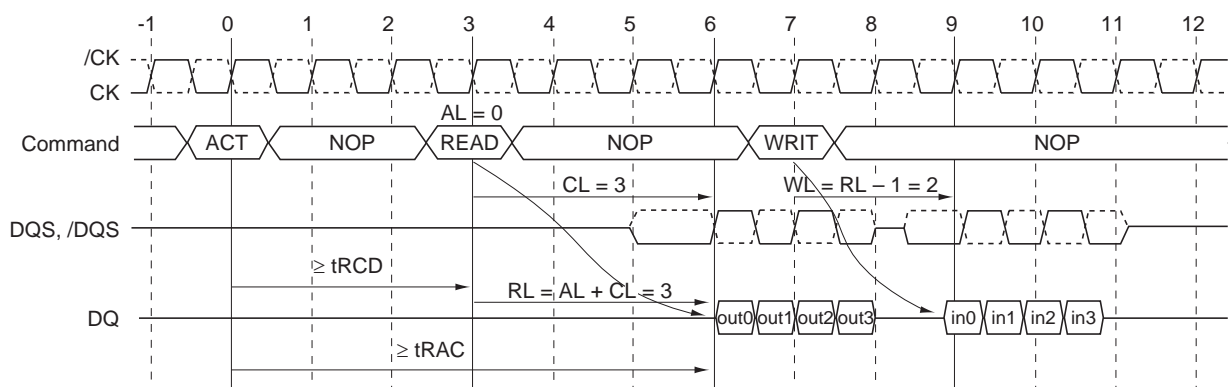 -1 0 1 2 3 4 5 6 7 8 9 10 11 12
/CK
CK
AL = 0
Command ACT NOP READ NOP WRIT NOP
CL = 3 WL = RL – 1 = 2
DQS, /DQS
≥ tRCD
RL = AL + CL = 3
DQ out0 out1 out2 out3 in0 in1 in2 in3
≥ tRAC